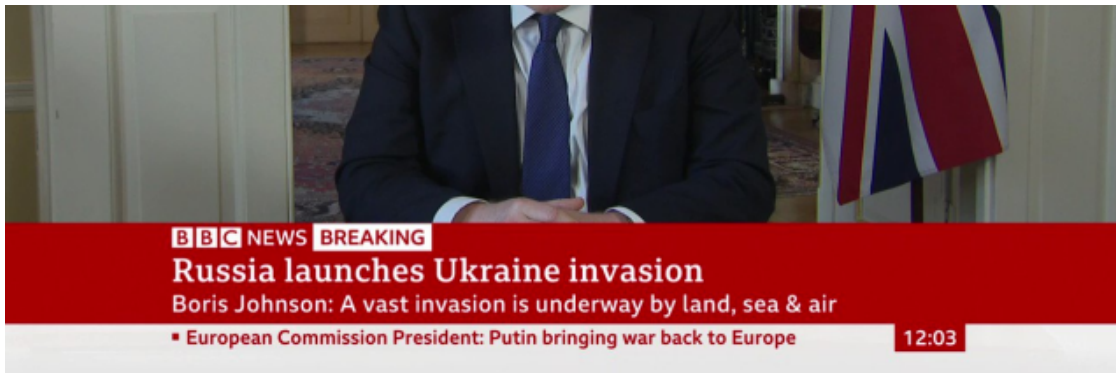 BBC NEWS BREAKING
Russia launches Ukraine invasion
Boris Johnson: A vast invasion is underway by land, sea & air
▪ European Commission President: Putin bringing war back to Europe 12:03